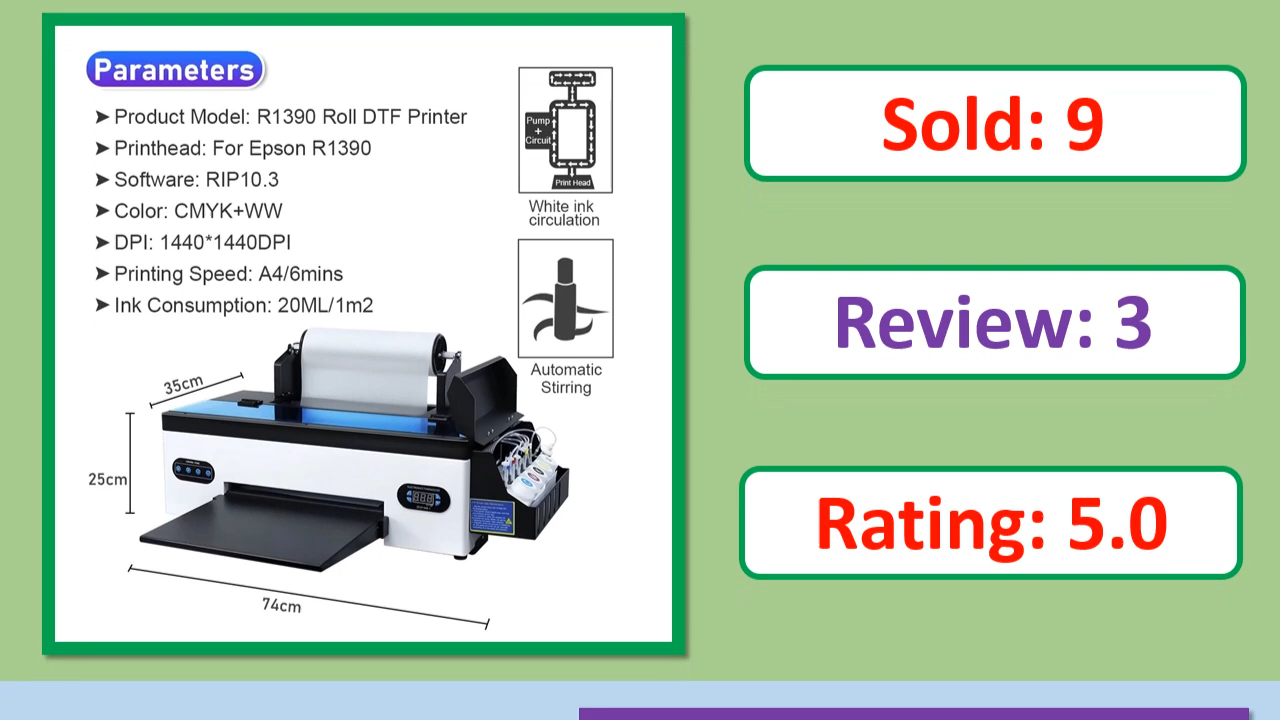 Parameters
➤ Product Model: R1390 Roll DTF Printer
➤ Printhead: For Epson R1390
➤ Software: RIP10.3
➤ Color: CMYK+WW
➤ DPI: 1440*1440DPI
➤ Printing Speed: A4/6mins
➤ Ink Consumption: 20ML/1m2
Pump
+
Circuit
Print Head
White ink
circulation
Automatic
Stirring
35cm
25cm
74cm
Sold: 9
Review: 3
Rating: 5.0